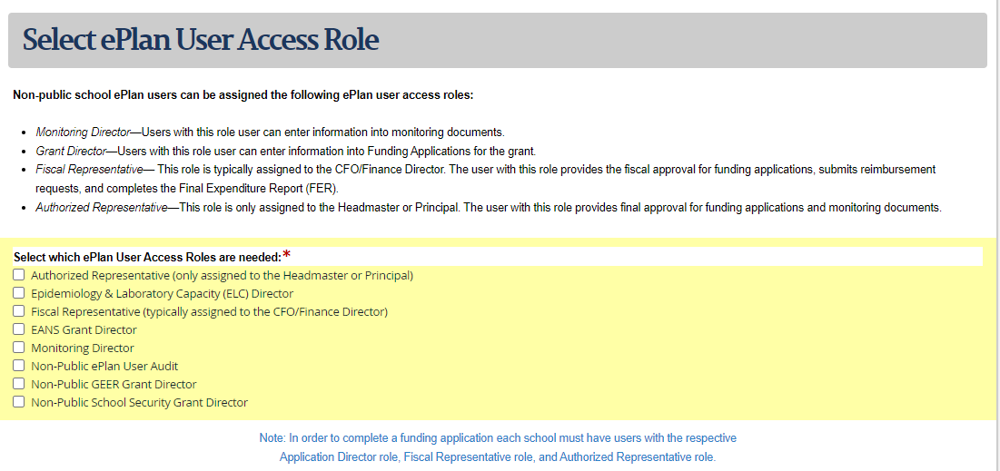 Select ePlan User Access Role
Non-public school ePlan users can be assigned the following ePlan user access roles:
• Monitoring Director—Users with this role user can enter information into monitoring documents.
• Grant Director—Users with this role user can enter information into Funding Applications for the grant.
• Fiscal Representative— This role is typically assigned to the CFO/Finance Director. The user with this role provides the fiscal approval for funding applications, submits reimbursement
requests, and completes the Final Expenditure Report (FER).
• Authorized Representative—This role is only assigned to the Headmaster or Principal. The user with this role provides final approval for funding applications and monitoring documents.
Select which ePlan User Access Roles are needed:*
Authorized Representative (only assigned to the Headmaster or Principal)
Epidemiology & Laboratory Capacity (ELC) Director
Fiscal Representative (typically assigned to the CFO/Finance Director)
EANS Grant Director
Monitoring Director
Non-Public ePlan User Audit
Non-Public GEER Grant Director
Non-Public School Security Grant Director
Note: In order to complete a funding application each school must have users with the respective
Application Director role, Fiscal Representative role, and Authorized Representative role.